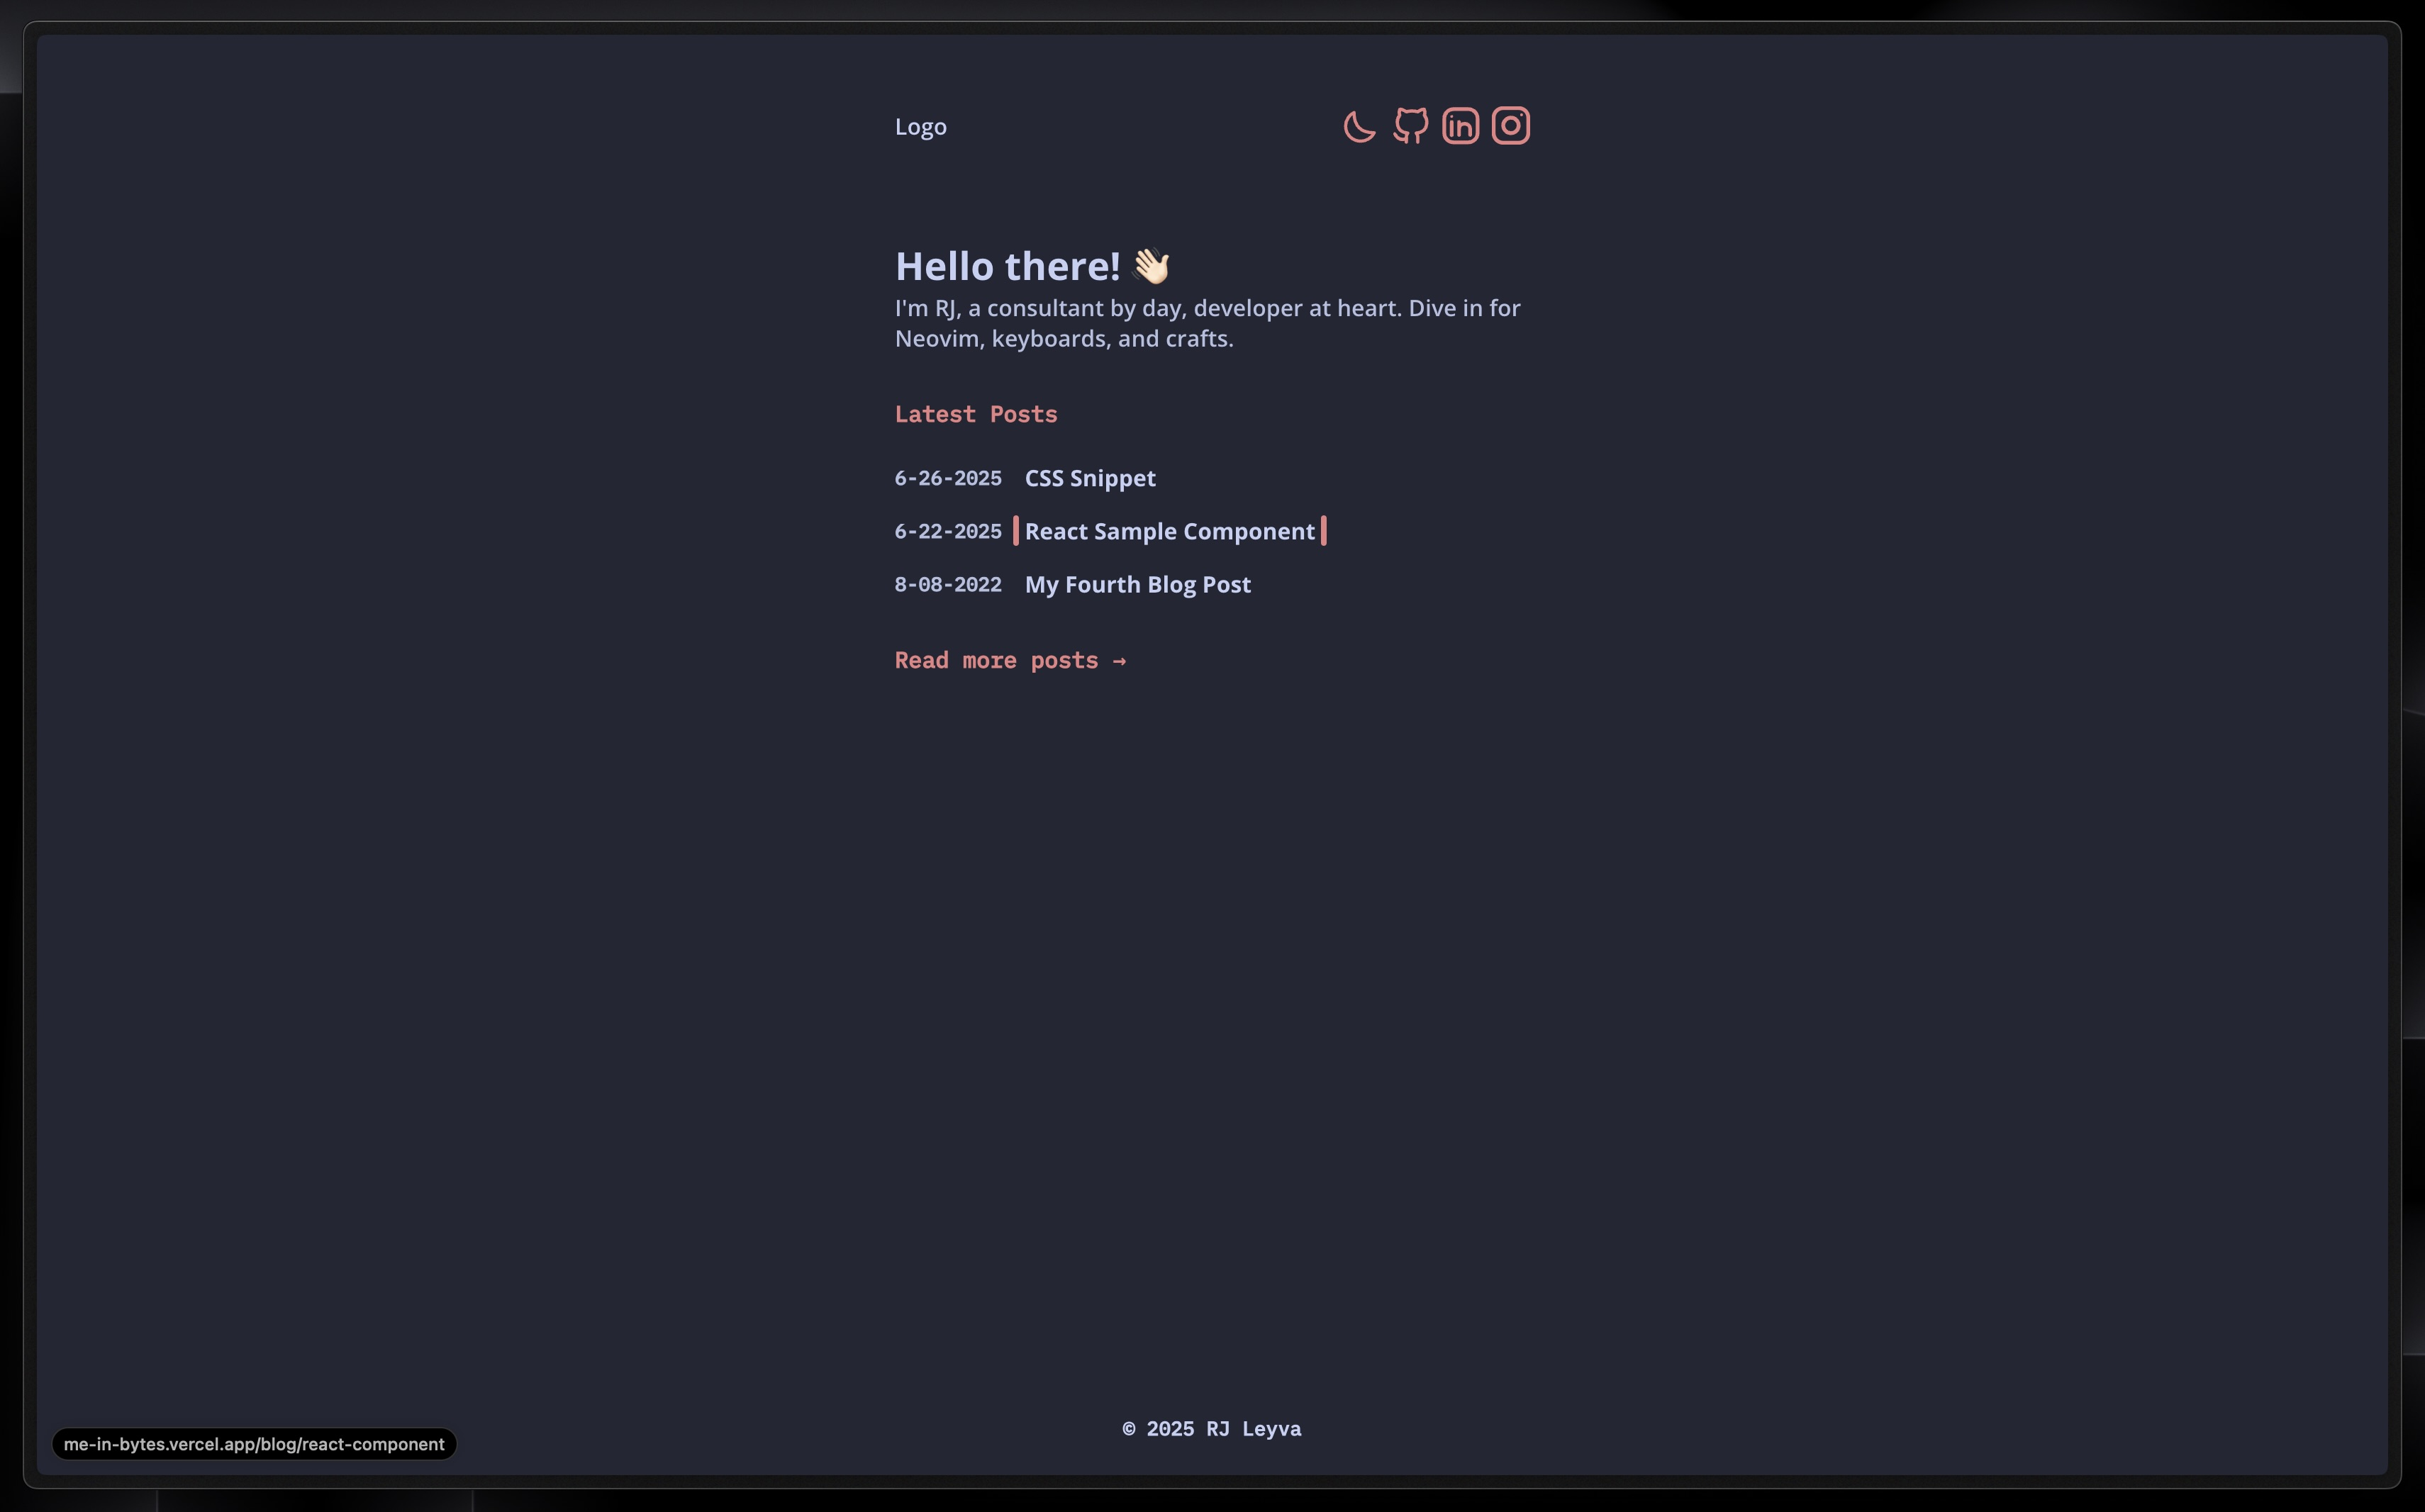 Logo
in
Hello there! 👋🏻
I'm RJ, a consultant by day, developer at heart. Dive in for
Neovim, keyboards, and crafts.
Latest Posts
6-26-2025 CSS Snippet
6-22-2025 React Sample Component
8-08-2022 My Fourth Blog Post
Read more posts →
© 2025 RJ Leyva
me-in-bytes.vercel.app/blog/react-component